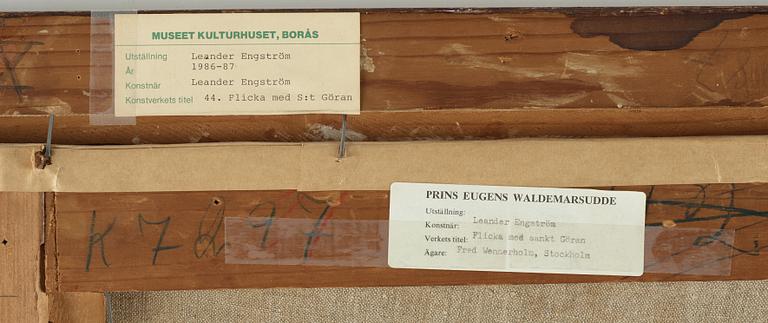 MUSEET KULTURHUSET, BORÅS
Utställning Leander Engström
År 1986-87
Konstnär Leander Engström
Konstverkets titel 44. Flicka med S:t Göran
PRINS EUGENS WALDEMARSUDDE
Utställning:
Konstnär: Leander Engström
Verkets titel: Flicka med sankt Göran
Ägare: Fred Wennerholm, Stockholm
K 7